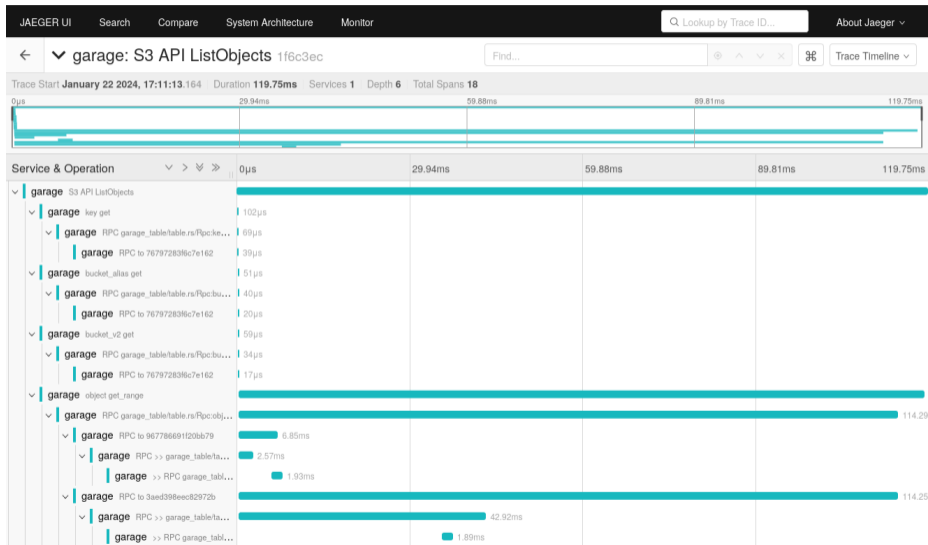 JAEGER UI Search Compare System Architecture Monitor Lookup by Trace ID... About Jaeger
garage: S3 API ListObjects 1f6c3ec Find... Trace Timeline
Trace Start January 22 2024, 17:11:13.164 Duration 119.75ms Services 1 Depth 6 Total Spans 18
0μs 29.94ms 59.88ms 89.81ms 119.75ms
Service & Operation 0μs 29.94ms 59.88ms 89.81ms 119.75ms
garage S3 API ListObjects
garage key get 102μs
garage RPC garage_table/table.rs/Rpc:ke... 69μs
garage RPC to 76797283f6c7e162 39μs
garage bucket_alias get 51μs
garage RPC garage_table/table.rs/Rpc:bu... 40μs
garage RPC to 76797283f6c7e162 20μs
garage bucket_v2 get 59μs
garage RPC garage_table/table.rs/Rpc:bu... 34μs
garage RPC to 76797283f6c7e162 17μs
garage object get_range
garage RPC garage_table/table.rs/Rpc:obj... 114.29
garage RPC to 967786691f20bb79 6.85ms
garage RPC >> garage_table/ta... 2.57ms
garage >> RPC garage_tabl... 1.93ms
garage RPC to 3aed398eec82972b 114.25
garage RPC >> garage_table/ta... 42.92ms
garage >> RPC garage_tabl... 1.89ms